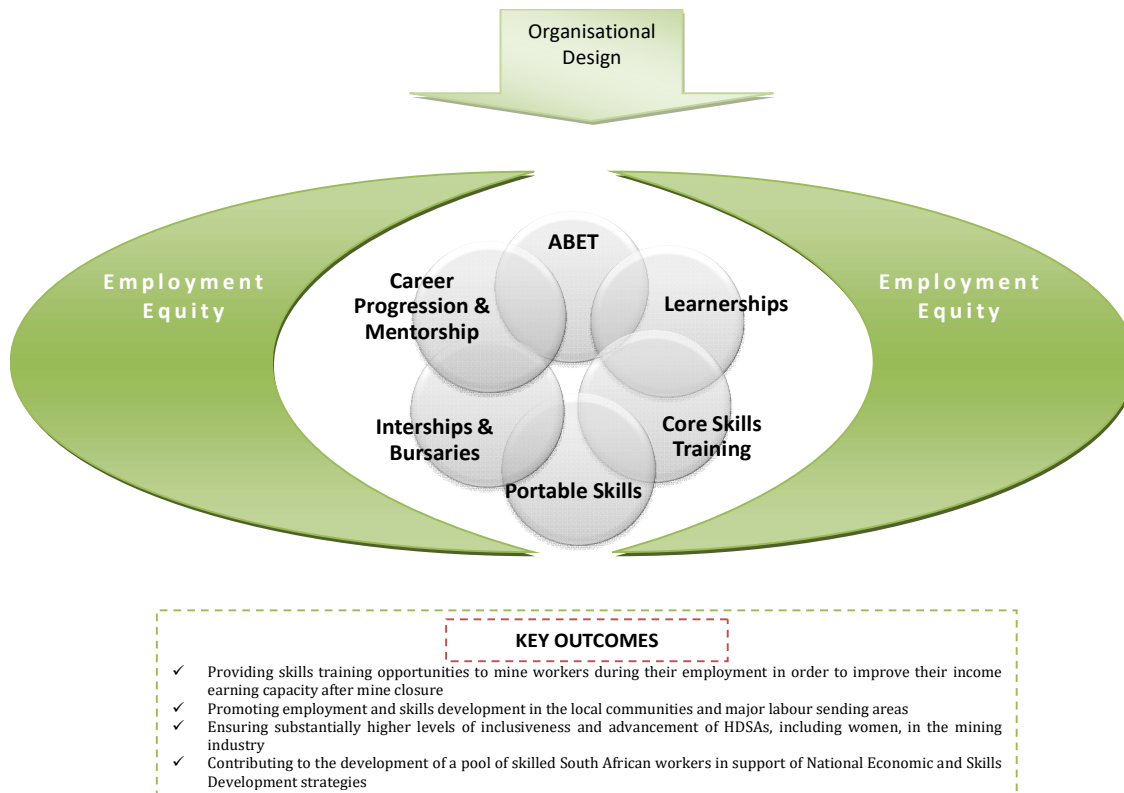 Organisational
Design
Employment
Equity
ABET
Career
Progression &
Mentorship
Learnerships
Employment
Equity
Interships &
Bursaries
Core Skills
Training
Portable Skills
KEY OUTCOMES
✓ Providing skills training opportunities to mine workers during their employment in order to improve their income
earning capacity after mine closure
✓ Promoting employment and skills development in the local communities and major labour sending areas
✓ Ensuring substantially higher levels of inclusiveness and advancement of HDSAs, including women, in the mining
industry
✓ Contributing to the development of a pool of skilled South African workers in support of National Economic and Skills
Development strategies